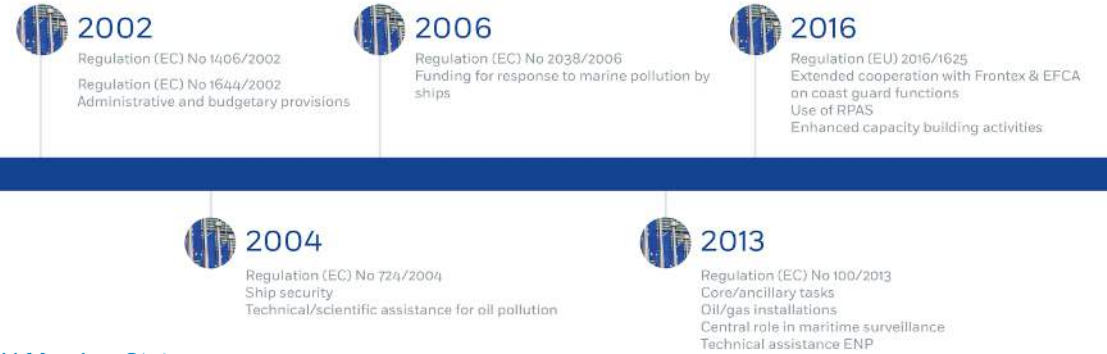 2002
Regulation (EC) No 1406/2002
Regulation (EC) No 1644/2002
Administrative and budgetary provisions
2006
Regulation (EC) No 2038/2006
Funding for response to marine pollution by
ships
2016
Regulation (EU) 2016/1625
Extended cooperation with Frontex & EFCA
on coast guard functions
Use of RPAS
Enhanced capacity building activities
2004
Regulation (EC) No 724/2004
Ship security
Technical/scientific assistance for oil pollution
2013
Regulation (EC) No 100/2013
Core/ancillary tasks
Oil/gas installations
Central role in maritime surveillance
Technical assistance ENP